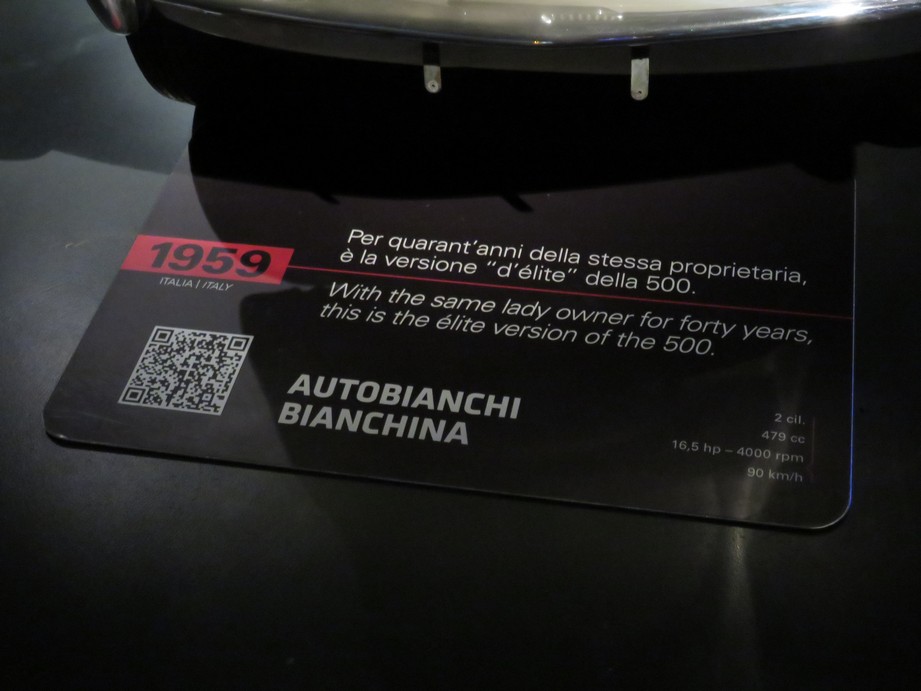 1959
ITALIA | ITALY
Per quarant'anni della stessa proprietaria,
è la versione "d'élite" della 500.
With the same lady owner for forty years,
this is the élite version of the 500.
AUTOBIANCHI
BIANCHINA
2 cil.
479 cc
16,5 hp – 4000 rpm
90 km/h